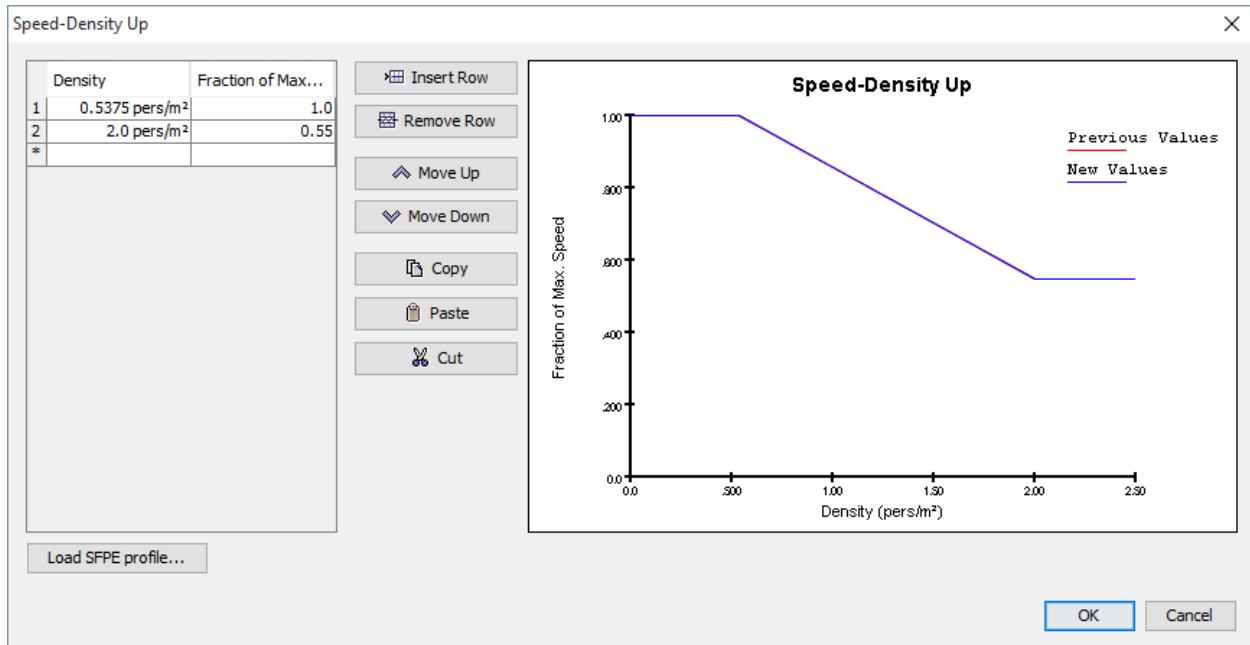 Speed-Density Up
Density Fraction of Max...
1 0.5375 pers/m² 1.0
2 2.0 pers/m² 0.55
*
Insert Row
Remove Row
Move Up
Move Down
Copy
Paste
Cut
Load SFPE profile...
Speed-Density Up
Previous Values
New Values
Fraction of Max. Speed
1.00
.800
.600
.400
.200
0.0
0.0 .500 1.00 1.50 2.00 2.50
Density (pers/m²)
OK Cancel